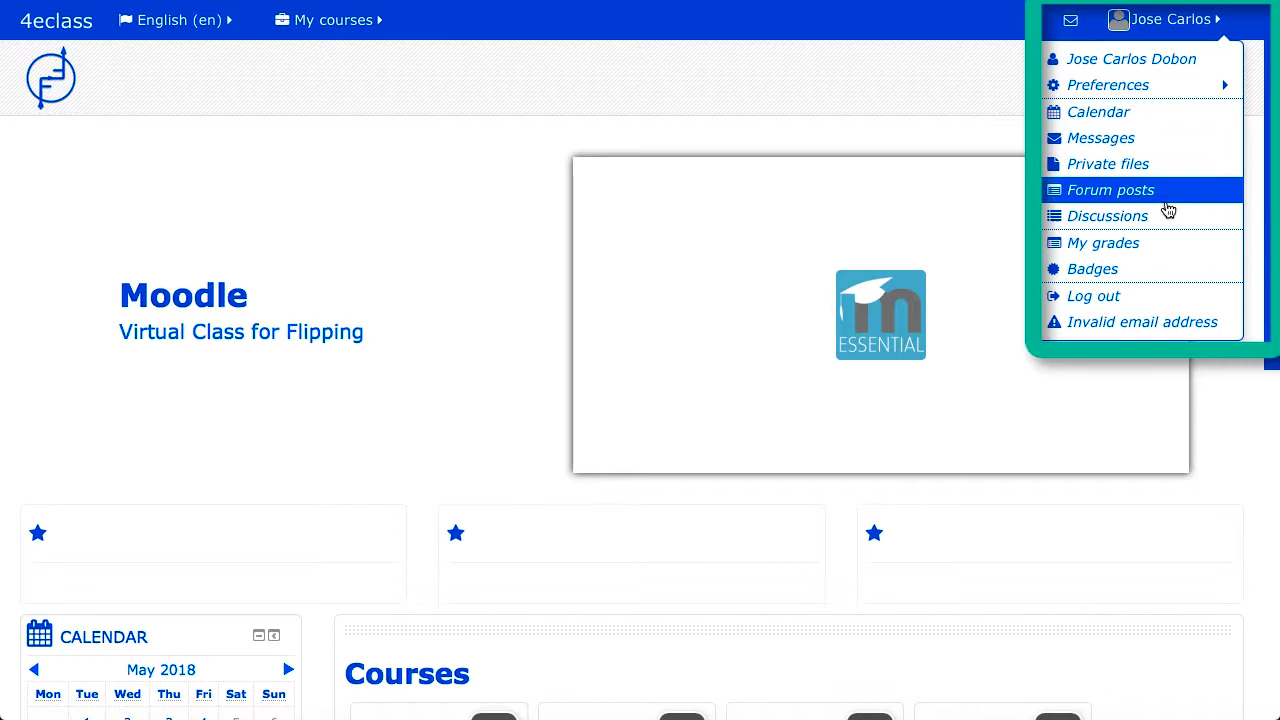 4eclass
English (en)
My courses
Jose Carlos
Jose Carlos Dobon
Preferences
Calendar
Messages
Private files
Forum posts
Discussions
My grades
Badges
Log out
Invalid email address
Moodle
Virtual Class for Flipping
m
ESSENTIAL
CALENDAR
May 2018
Mon Tue Wed Thu Fri Sat Sun
Courses